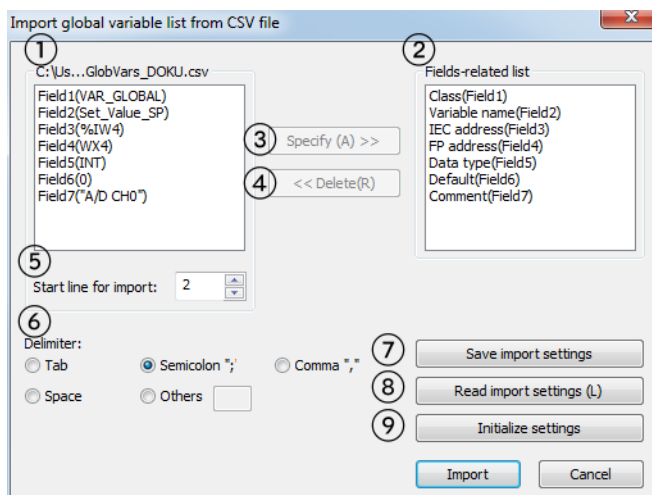 Import global variable list from CSV file
x
1
2
C:\Us...GlobVars_DOKU.csv
Fields-related list
Field1(VAR_GLOBAL)
Field2(Set_Value_SP)
Field3(%IW4)
Field4(WX4)
Field5(INT)
Field6(0)
Field7("A/D CH0")
Class(Field1)
Variable name(Field2)
IEC address(Field3)
FP address(Field4)
Data type(Field5)
Default(Field6)
Comment(Field7)
3 Specify (A) >>
4 << Delete(R)
5
Start line for import: 2
6
Delimiter:
Tab Semicolon ";' Comma ","
Space Others
7 Save import settings
8 Read import settings (L)
9 Initialize settings
Import Cancel